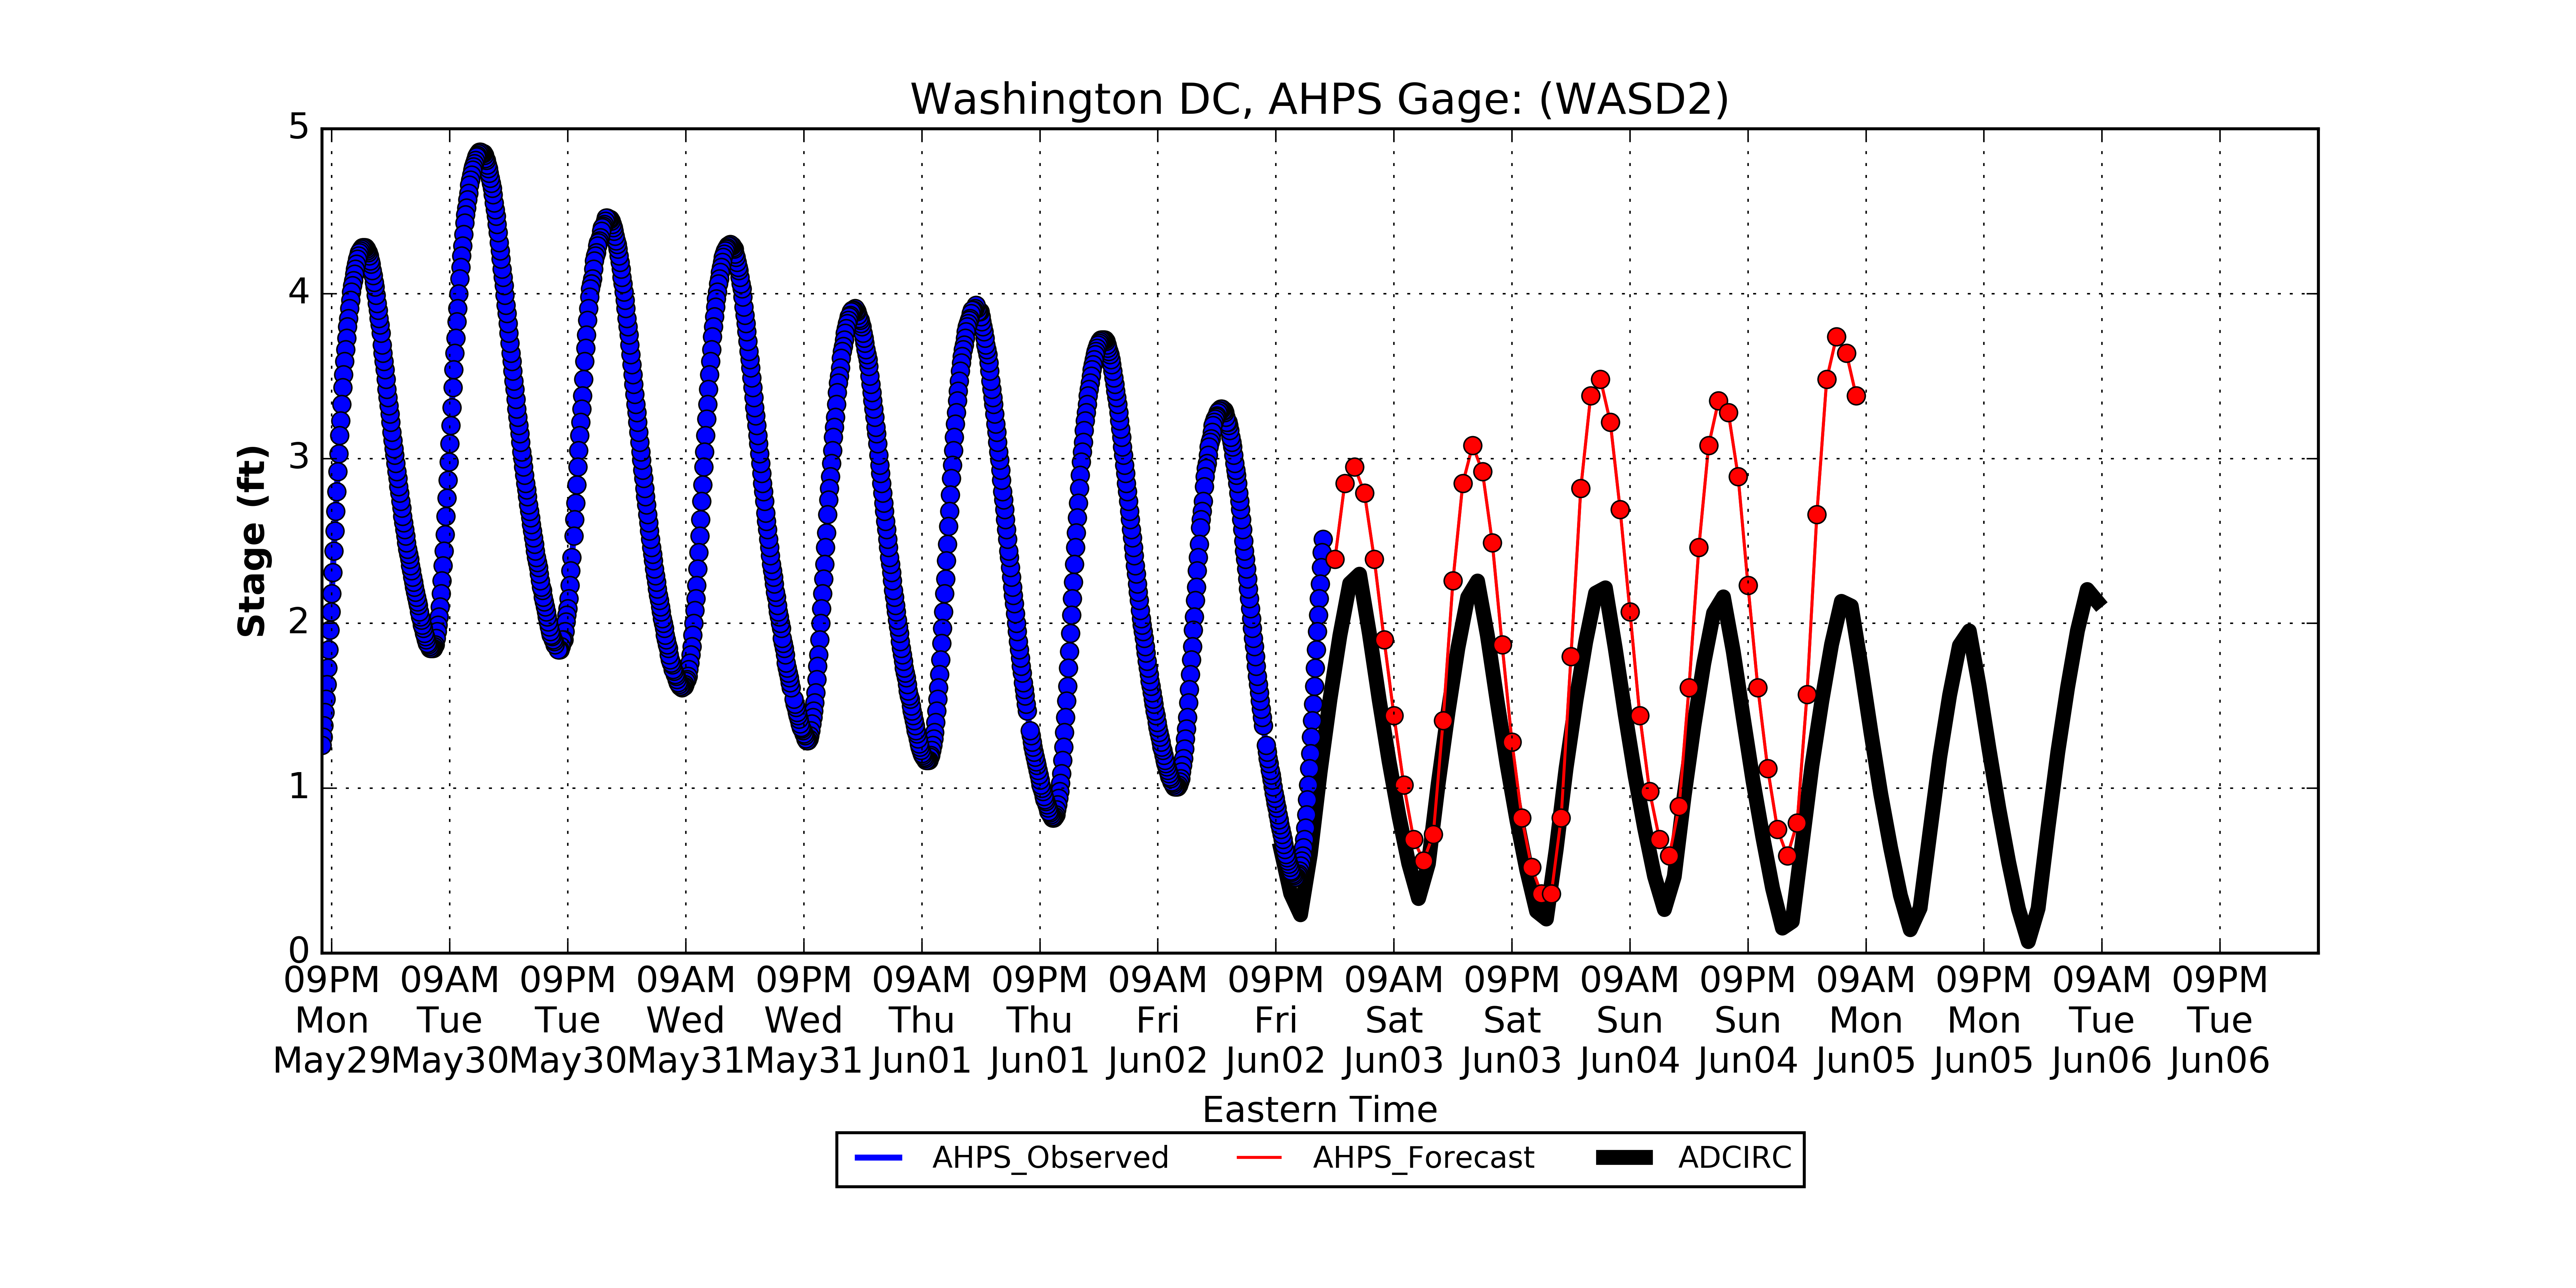 Washington DC, AHPS Gage: (WASD2)
5
4
3
2
1
0
Stage (ft)
09PM 09AM 09PM 09AM 09PM 09AM 09PM 09AM 09PM 09AM 09PM 09AM 09PM 09AM 09PM 09AM 09PM
Mon Tue Tue Wed Wed Thu Thu Fri Fri Sat Sat Sun Sun Mon Mon Tue Tue
May29 May30 May30 May31 May31 Jun01 Jun01 Jun02 Jun02 Jun03 Jun03 Jun04 Jun04 Jun05 Jun05 Jun06 Jun06
Eastern Time
AHPS_Observed AHPS_Forecast ADCIRC